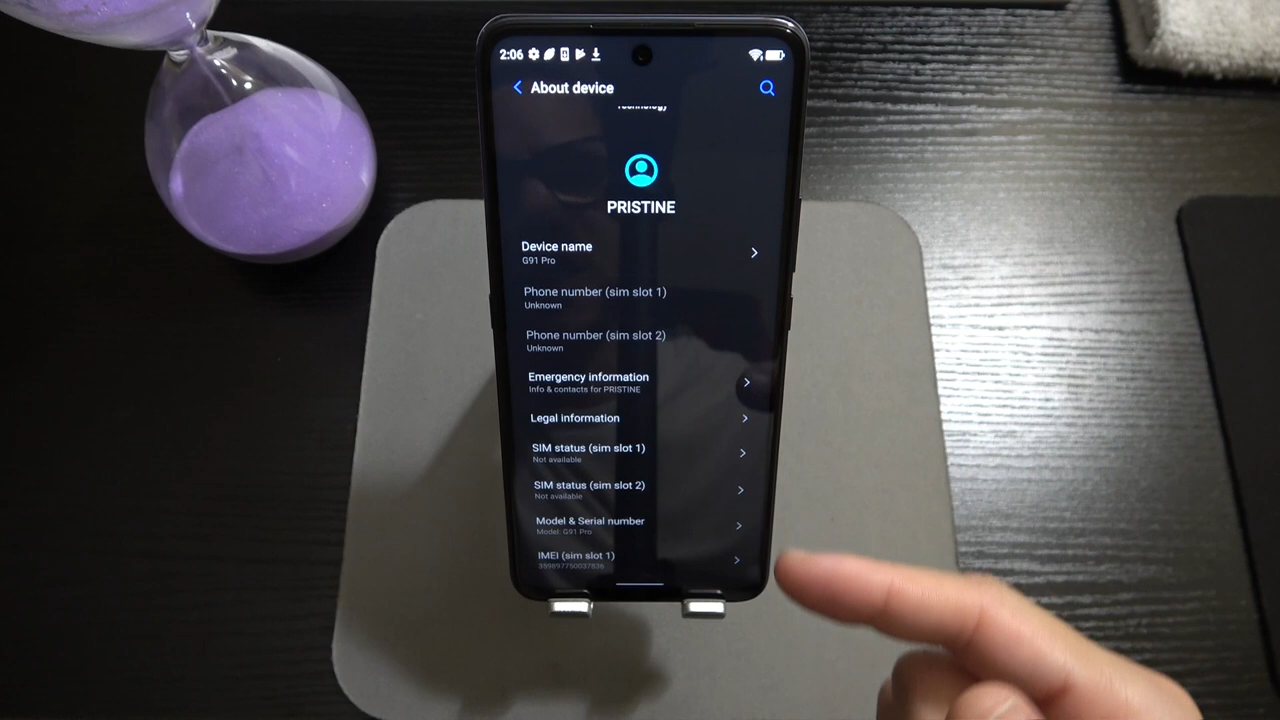 2:06
About device
Technology
PRISTINE
Device name
G91 Pro
Phone number (sim slot 1)
Unknown
Phone number (sim slot 2)
Unknown
Emergency information
Info & contacts for PRISTINE
Legal information
SIM status (sim slot 1)
Not available
SIM status (sim slot 2)
Not available
Model & Serial number
Model: G91 Pro
IMEI (sim slot 1)
359897750037836